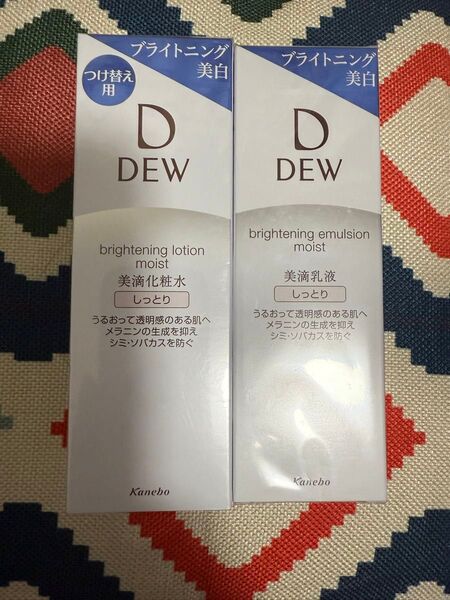 ブライトニング
美白
つけ替え
用
D
DEW
brightening lotion
moist
美滴化粧水
しっとり
うるおって透明感のある肌へ
メラニンの生成を抑え
シミ・ソバカスを防ぐ
Kanebo
ブライトニング
美白
D
DEW
brightening emulsion
moist
美滴乳液
しっとり
うるおって透明感のある肌へ
メラニンの生成を抑え
シミ・ソバカスを防ぐ
Kanebo